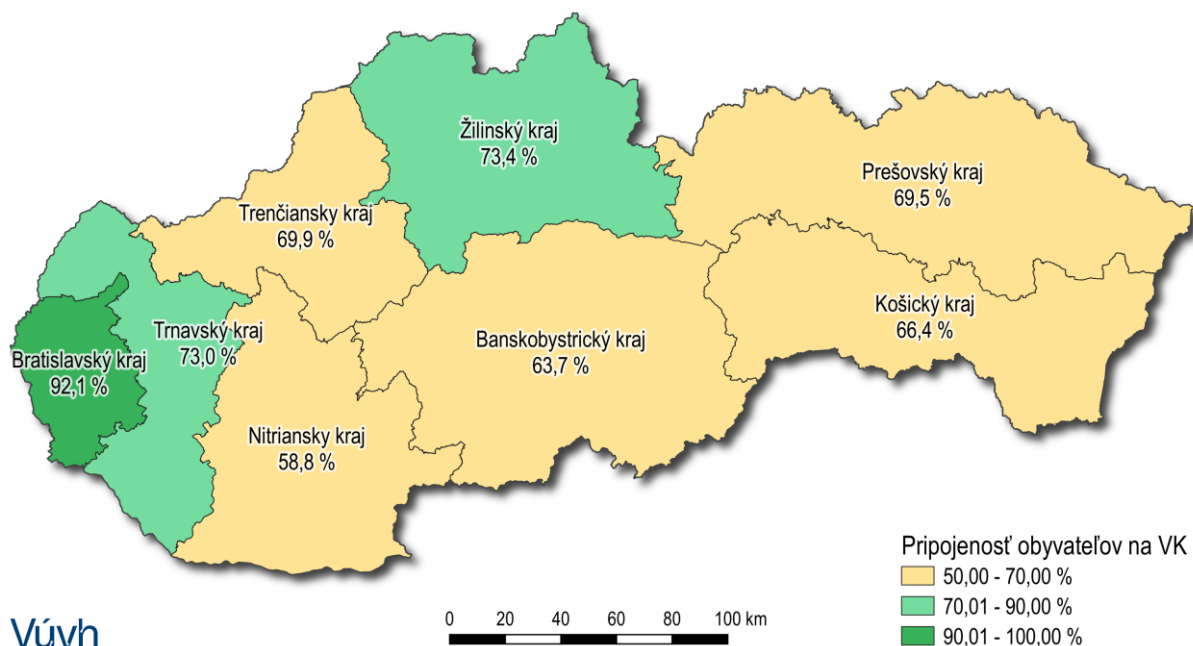 Žilinský kraj
73,4 %
Prešovský kraj
69,5 %
Trenčiansky kraj
69,9 %
Košický kraj
66,4 %
Trnavský kraj
73,0 %
Banskobystrický kraj
63,7 %
Bratislavský kraj
92,1 %
Nitriansky kraj
58,8 %
Pripojenosť obyvateľov na VK
50,00 - 70,00 %
70,01 - 90,00 %
90,01 - 100,00 %
0 20 40 60 80 100 km
Vúvh